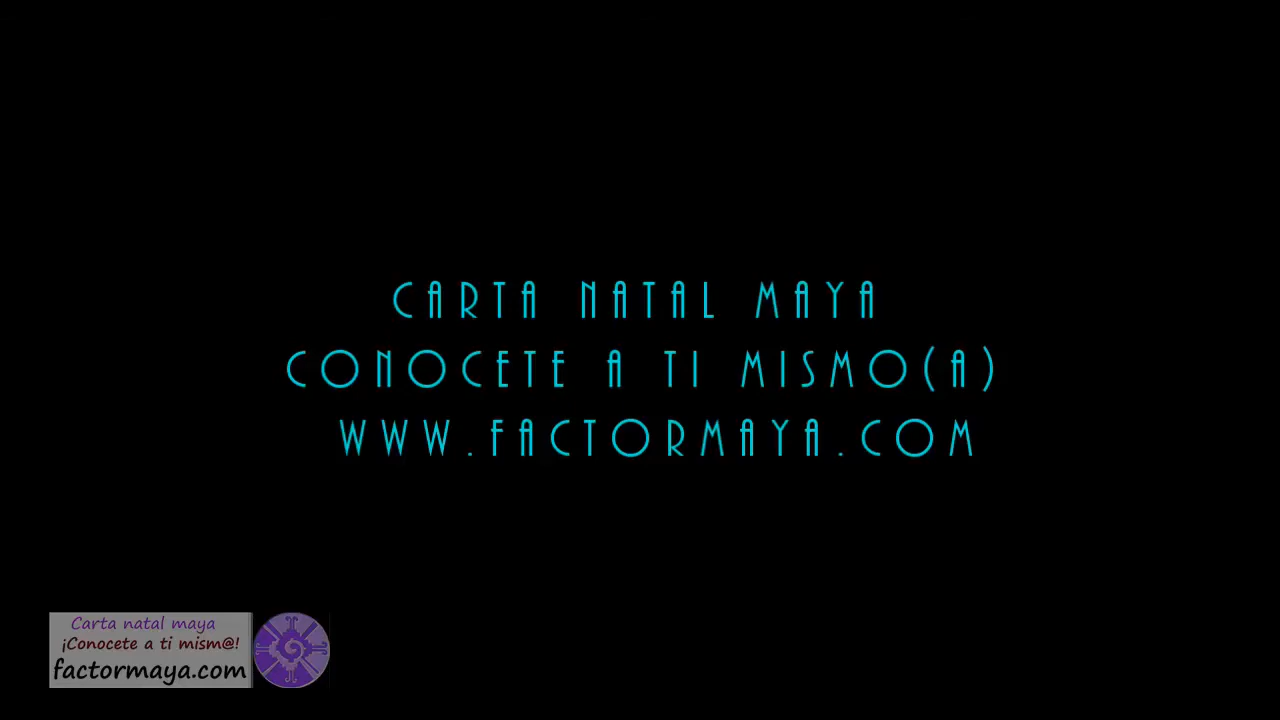 CARTA NATAL MAYA
CONOCETE A TI MISMO(A)
WWW.FACTORMAYA.COM
Carta natal maya
¡Conocete a ti mism@!
factormaya.com